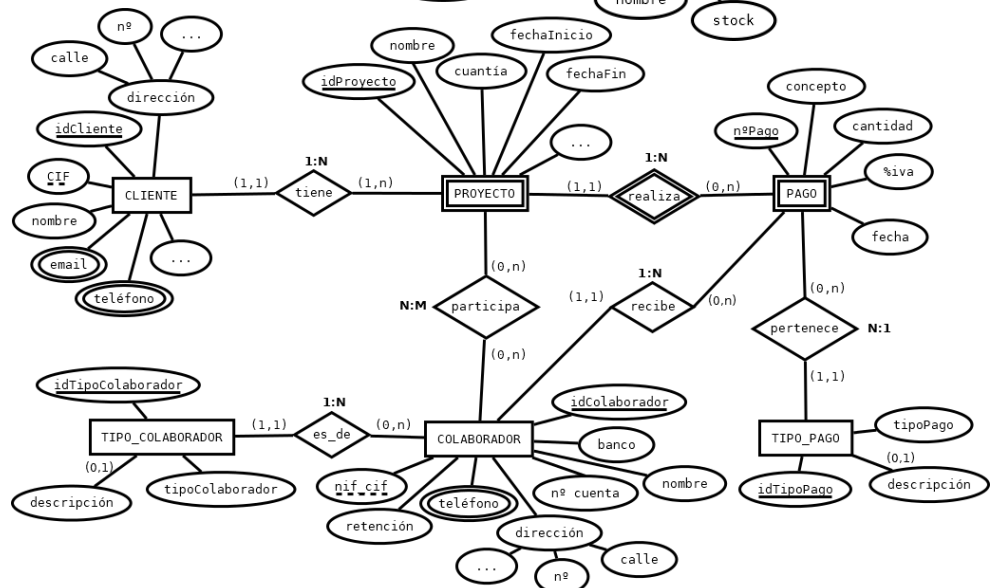 nombre
stock
nº
...
calle
dirección
idCliente
CIF
nombre
email
teléfono
...
CLIENTE
(1,1)
1:N
tiene
(1,n)
nombre
fechaInicio
idProyecto
cuantía
fechaFin
...
PROYECTO
(1,1)
1:N
realiza
(0,n)
concepto
nºPago
cantidad
%iva
fecha
PAGO
(0,n)
N:M
participa
(0,n)
1:N
(1,1)
recibe
(0,n)
(0,n)
pertenece
N:1
(1,1)
idTipoColaborador
TIPO_COLABORADOR
(0,1)
descripción
tipoColaborador
(1,1)
1:N
es_de
(0,n)
COLABORADOR
idColaborador
banco
nombre
nº cuenta
nif_cif
teléfono
retención
dirección
...
nº
calle
TIPO_PAGO
tipoPago
(0,1)
idTipoPago
descripción